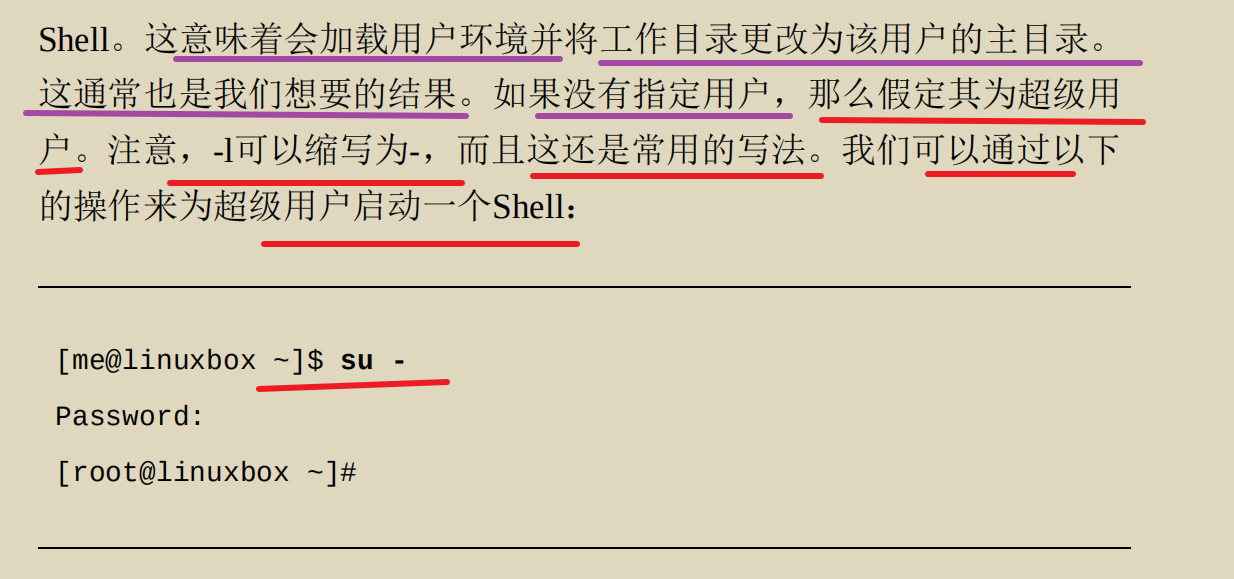 Shell。这意味着会加载用户环境并将工作目录更改为该用户的主目录。
这通常也是我们想要的结果。如果没有指定用户，那么假定其为超级用
户。注意，-l可以缩写为-，而且这还是常用的写法。我们可以通过以下
的操作来为超级用户启动一个Shell：
[me@linuxbox ~]$ su -
Password:
[root@linuxbox ~]#